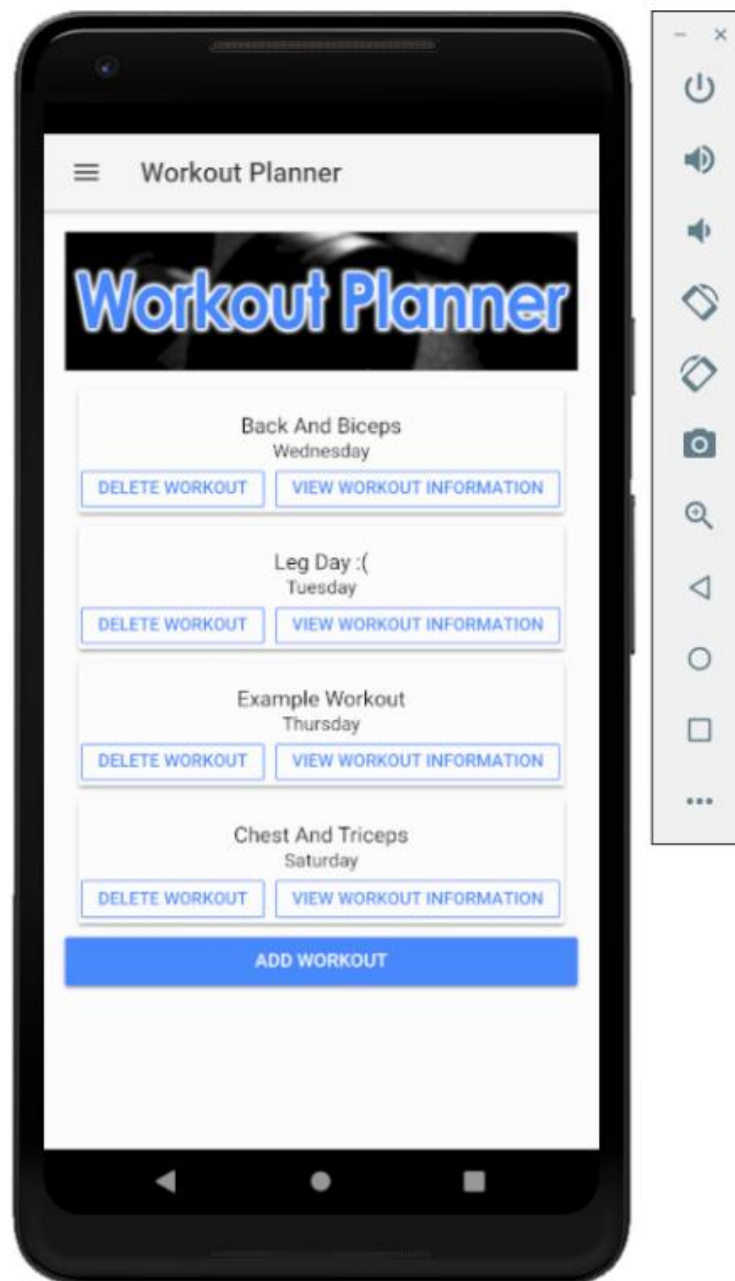 Workout Planner
Workout Planner
Back And Biceps
Wednesday
DELETE WORKOUT VIEW WORKOUT INFORMATION
Leg Day :(
Tuesday
DELETE WORKOUT VIEW WORKOUT INFORMATION
Example Workout
Thursday
DELETE WORKOUT VIEW WORKOUT INFORMATION
Chest And Triceps
Saturday
DELETE WORKOUT VIEW WORKOUT INFORMATION
ADD WORKOUT